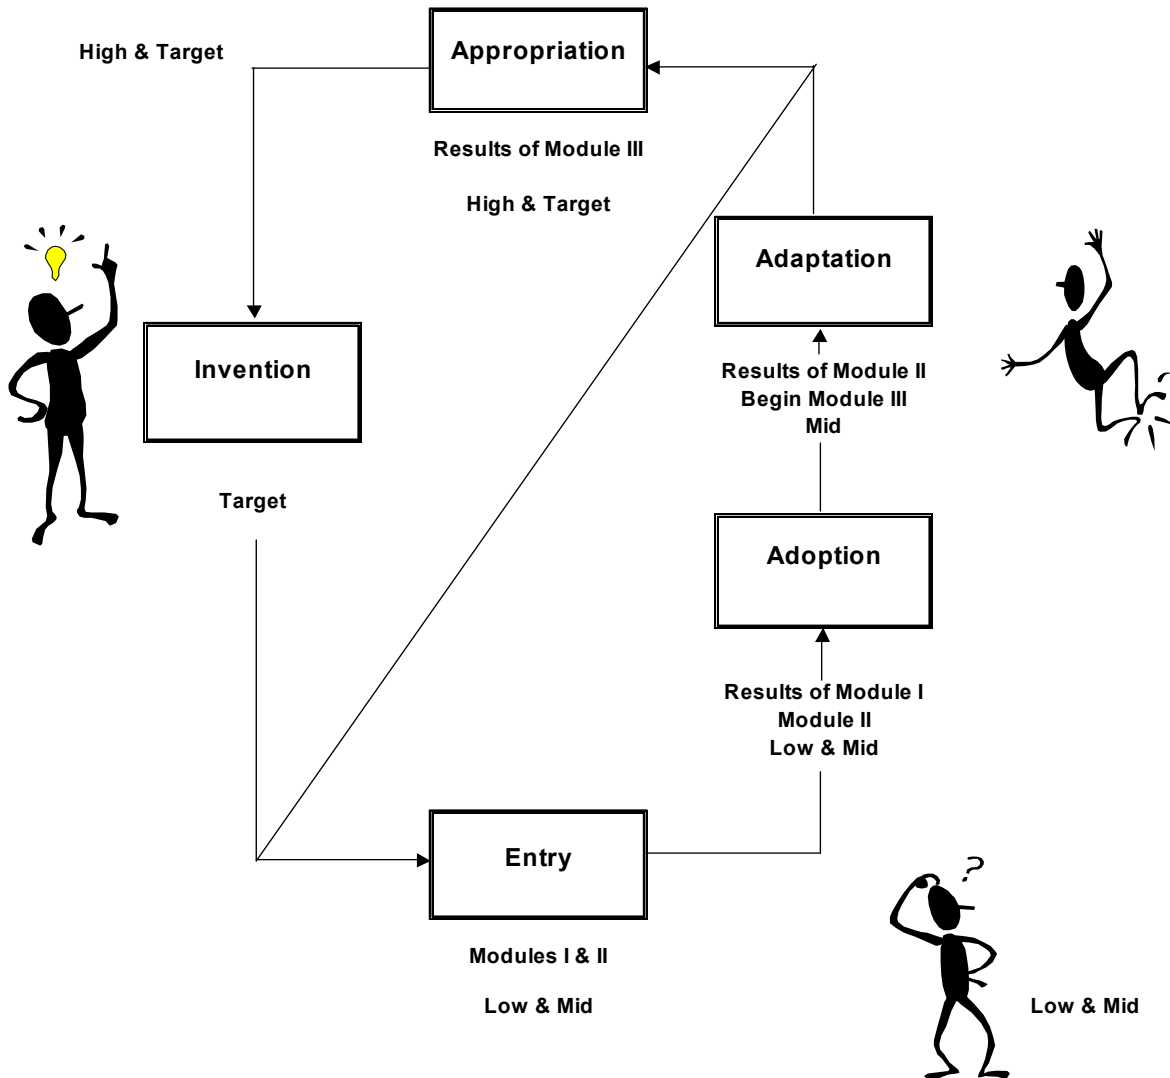 High & Target
Appropriation
Results of Module III
High & Target
Adaptation
Invention
Results of Module II
Begin Module III
Mid
Target
Adoption
Results of Module I
Module II
Low & Mid
Entry
?
Modules I & II
Low & Mid
Low & Mid